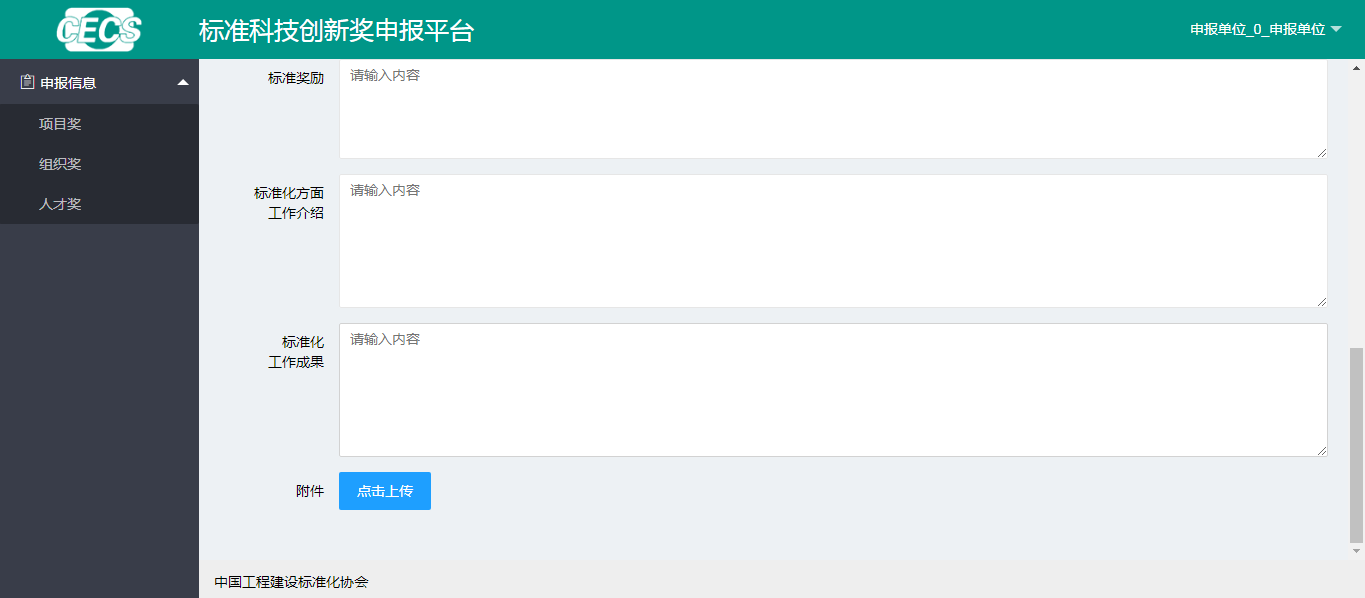 CECS
标准科技创新奖申报平台
申报单位_0_申报单位
申报信息
项目奖
组织奖
人才奖
标准奖励
请输入内容
标准化方面
工作介绍
请输入内容
标准化
工作成果
请输入内容
附件
点击上传
中国工程建设标准化协会